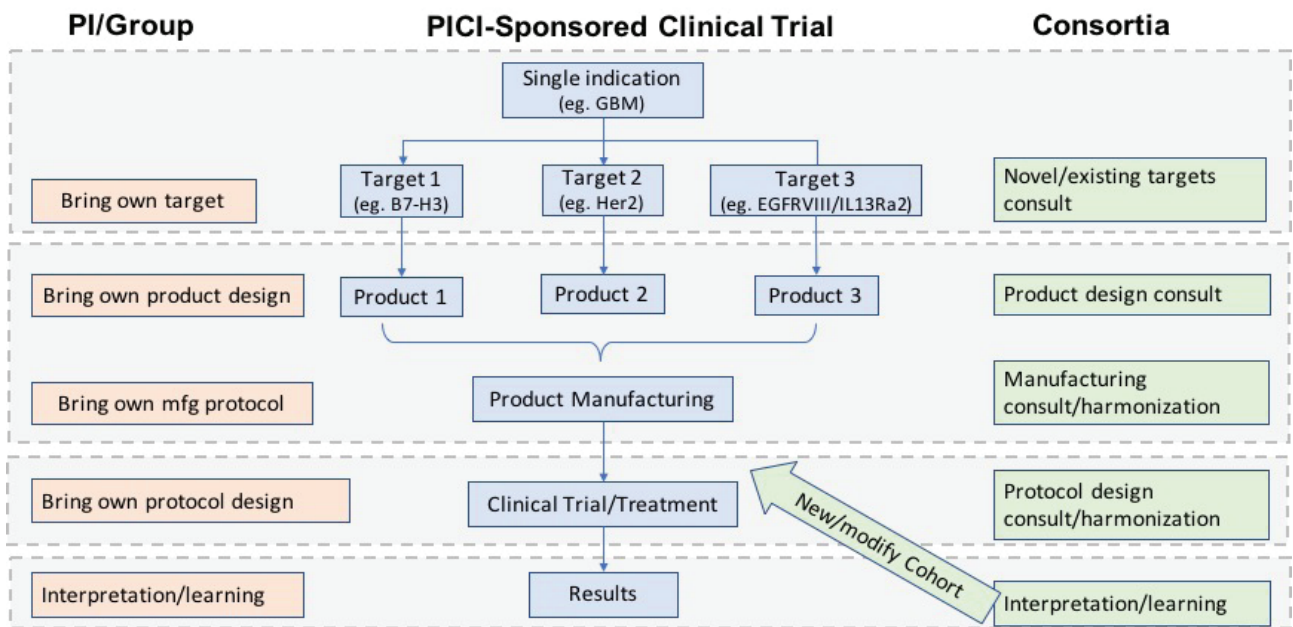 PI/Group
PICI-Sponsored Clinical Trial
Consortia
Single indication
(eg. GBM)
Bring own target
Target 1
(eg. B7-H3)
Target 2
(eg. Her2)
Target 3
(eg. EGFRVIII/IL13Ra2)
Novel/existing targets
consult
Bring own product design
Product 1
Product 2
Product 3
Product design consult
Bring own mfg protocol
Product Manufacturing
Manufacturing
consult/harmonization
Bring own protocol design
Clinical Trial/Treatment
New/modify Cohort
Protocol design
consult/harmonization
Interpretation/learning
Results
Interpretation/learning